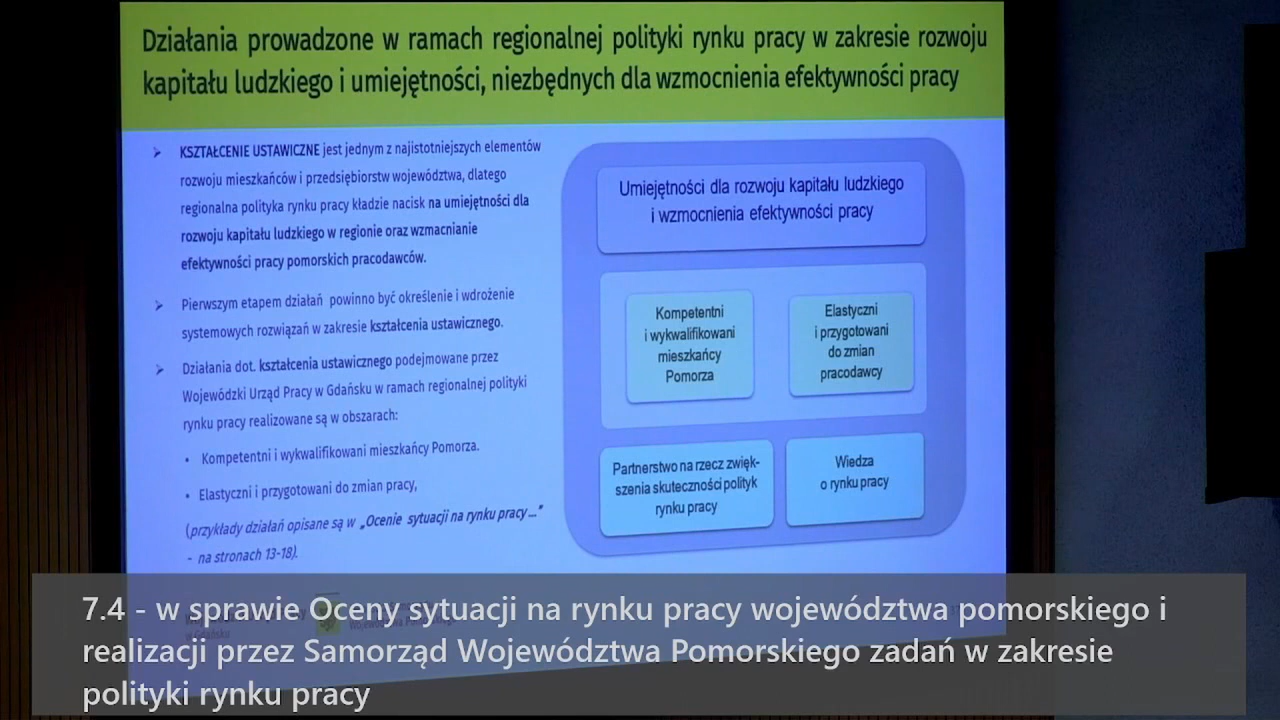 Działania prowadzone w ramach regionalnej polityki rynku pracy w zakresie rozwoju
kapitału ludzkiego i umiejętności, niezbędnych dla wzmocnienia efektywności pracy
➢ KSZTAŁCENIE USTAWICZNE jest jednym z najistotniejszych elementów
rozwoju mieszkańców i przedsiębiorstw województwa, dlatego
regionalna polityka rynku pracy kładzie nacisk na umiejętności dla
rozwoju kapitału ludzkiego w regionie oraz wzmacnianie
efektywności pracy pomorskich pracodawców.
➢ Pierwszym etapem działań powinno być określenie i wdrożenie
systemowych rozwiązań w zakresie kształcenia ustawicznego.
➢ Działania dot. kształcenia ustawicznego podejmowane przez
Wojewódzki Urząd Pracy w Gdańsku w ramach regionalnej polityki
rynku pracy realizowane są w obszarach:
• Kompetentni i wykwalifikowani mieszkańcy Pomorza.
• Elastyczni i przygotowani do zmian pracy,
(przykłady działań opisane są w „Ocenie sytuacji na rynku pracy..."
- na stronach 13-18).
Umiejętności dla rozwoju kapitału ludzkiego
i wzmocnienia efektywności pracy
Kompetentni
i wykwalifikowani
mieszkańcy
Pomorza
Elastyczni
i przygotowani
do zmian
pracodawcy
Partnerstwo na rzecz zwięk-
szenia skuteczności polityk
rynku pracy
Wiedza
o rynku pracy
7.4 - w sprawie Oceny sytuacji na rynku pracy województwa pomorskiego i
realizacji przez Samorząd Województwa Pomorskiego zadań w zakresie
polityki rynku pracy